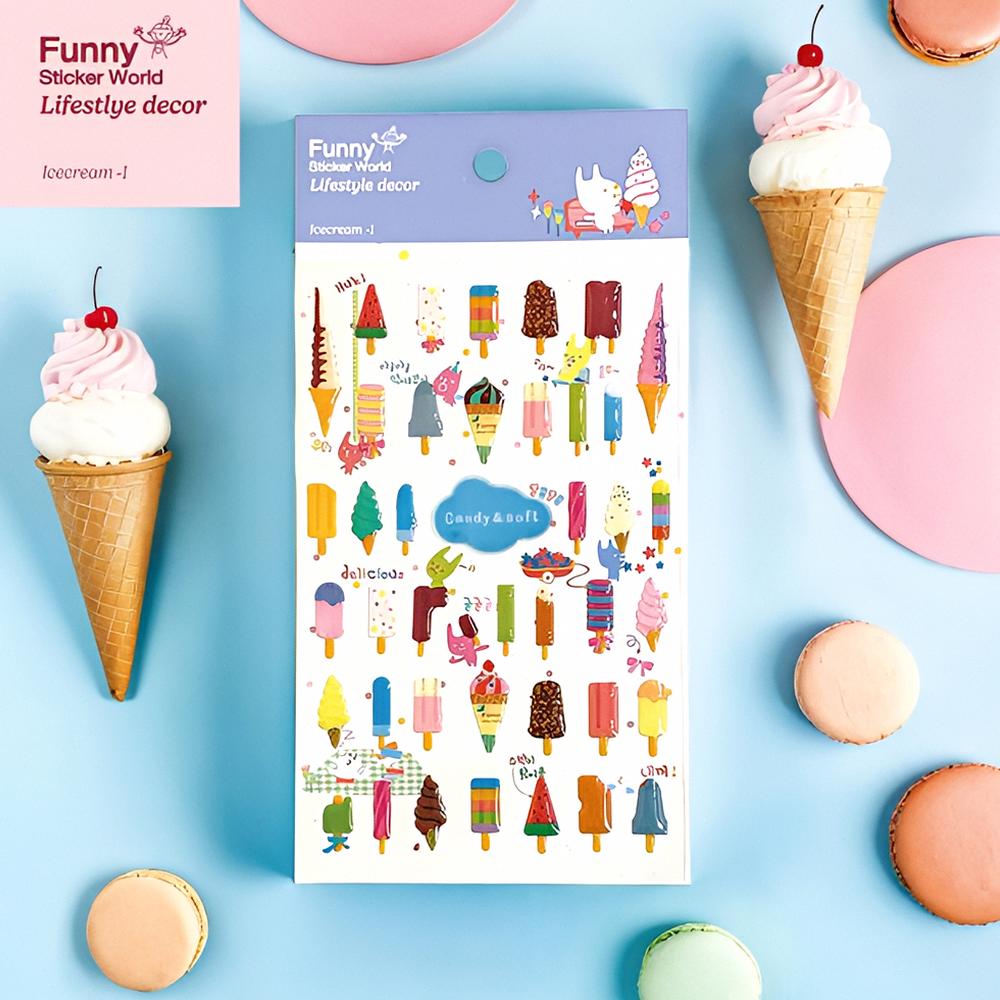 Funny
Sticker World
Lifestlye decor
Icecream -1
Funny
Sticker World
Lifestyle decor
Icecream -1
Candy & soft
delicious